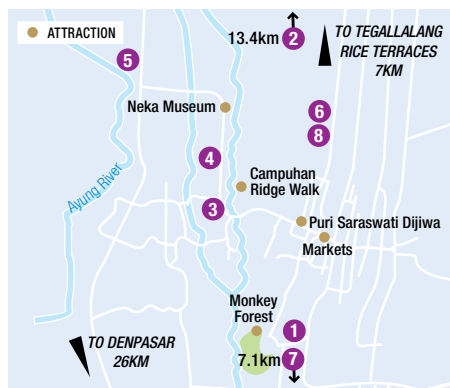 ATTRACTION
13.4km 2
TO TEGALLALANG
RICE TERRACES
7KM
5
Neka Museum
6
8
4
Campuhan
Ridge Walk
Ayung River
3
Puri Saraswati Dijiwa
Markets
Monkey
Forest
1
TO DENPASAR
26KM
7.1km 7